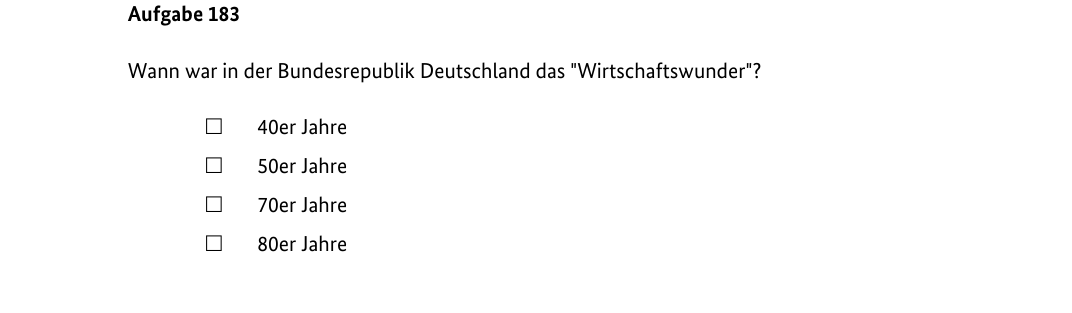 Aufgabe 183
Wann war in der Bundesrepublik Deutschland das "Wirtschaftswunder"?
☐ 40er Jahre
☐ 50er Jahre
☐ 70er Jahre
☐ 80er Jahre